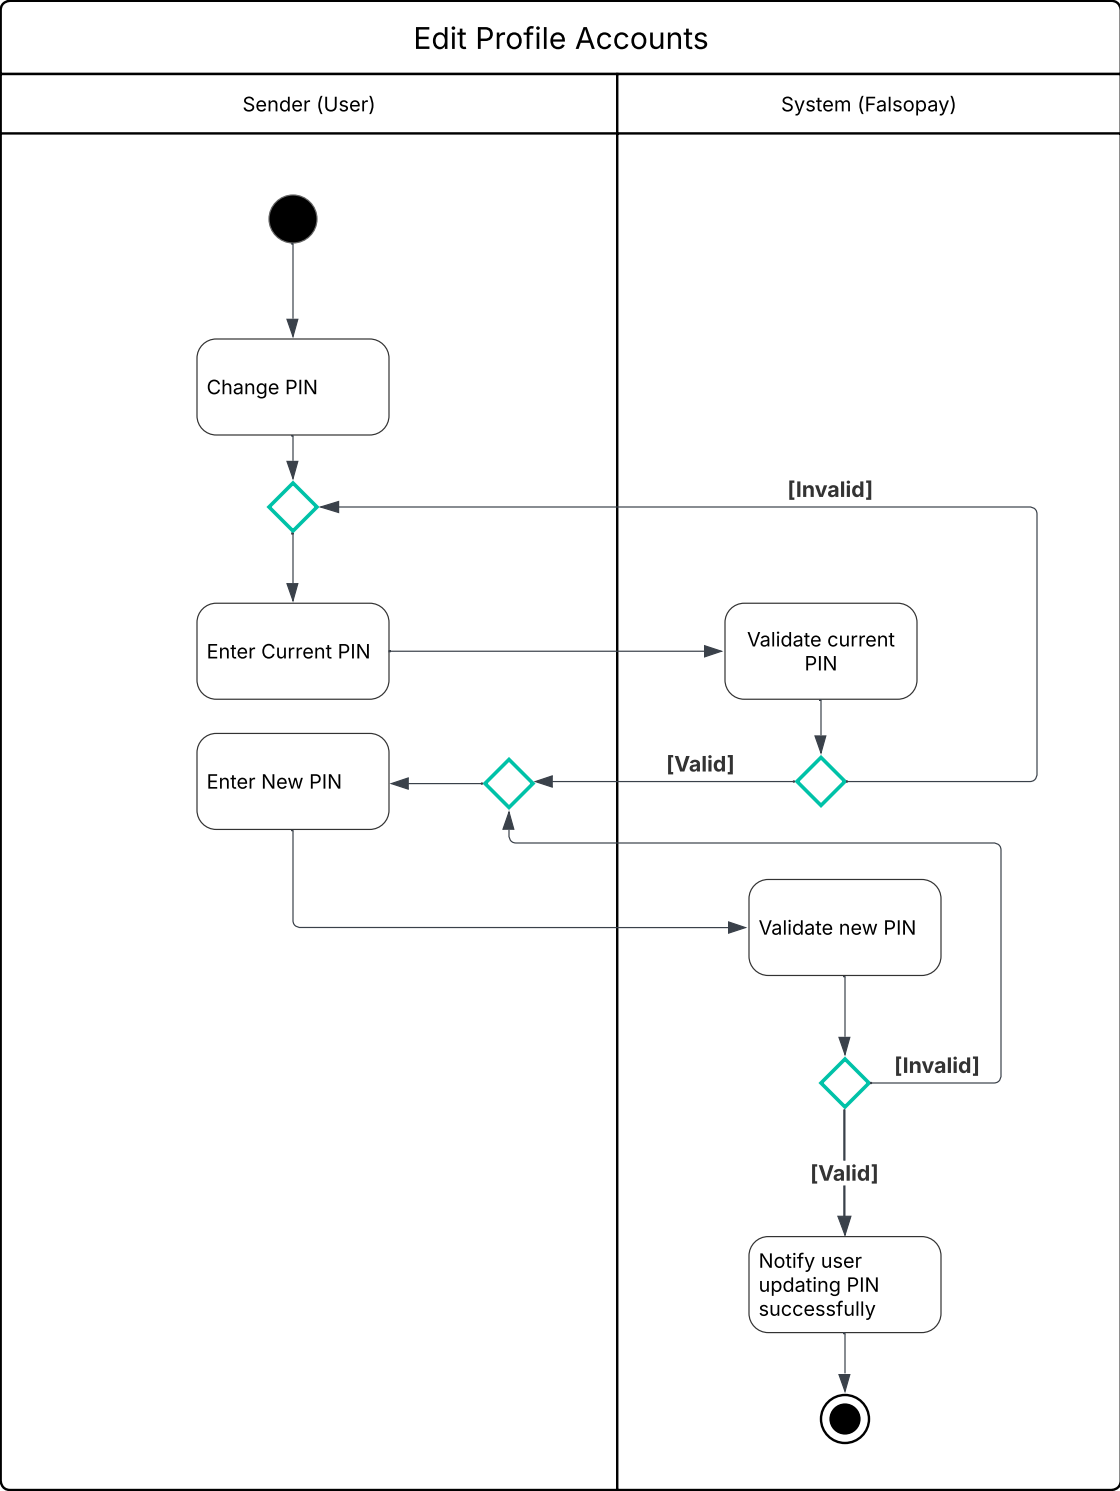 Edit Profile Accounts
Sender (User)
System (Falsopay)
Change PIN
[Invalid]
Enter Current PIN
Validate current
PIN
[Valid]
Enter New PIN
Validate new PIN
[Invalid]
[Valid]
Notify user
updating PIN
successfully